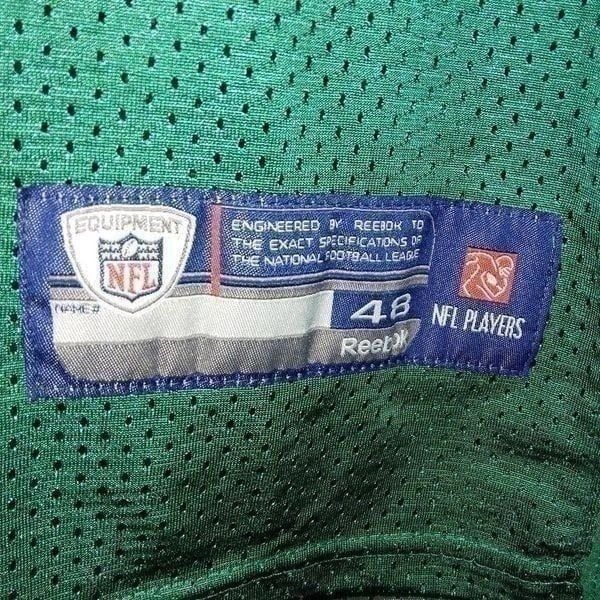 EQUIPMENT
NFL
ENGINEERED BY REEBOK TO
THE EXACT SPECIFICATIONS OF
THE NATIONAL FOOTBALL LEAGUE
NAME#
48
Reebok
NFL PLAYERS